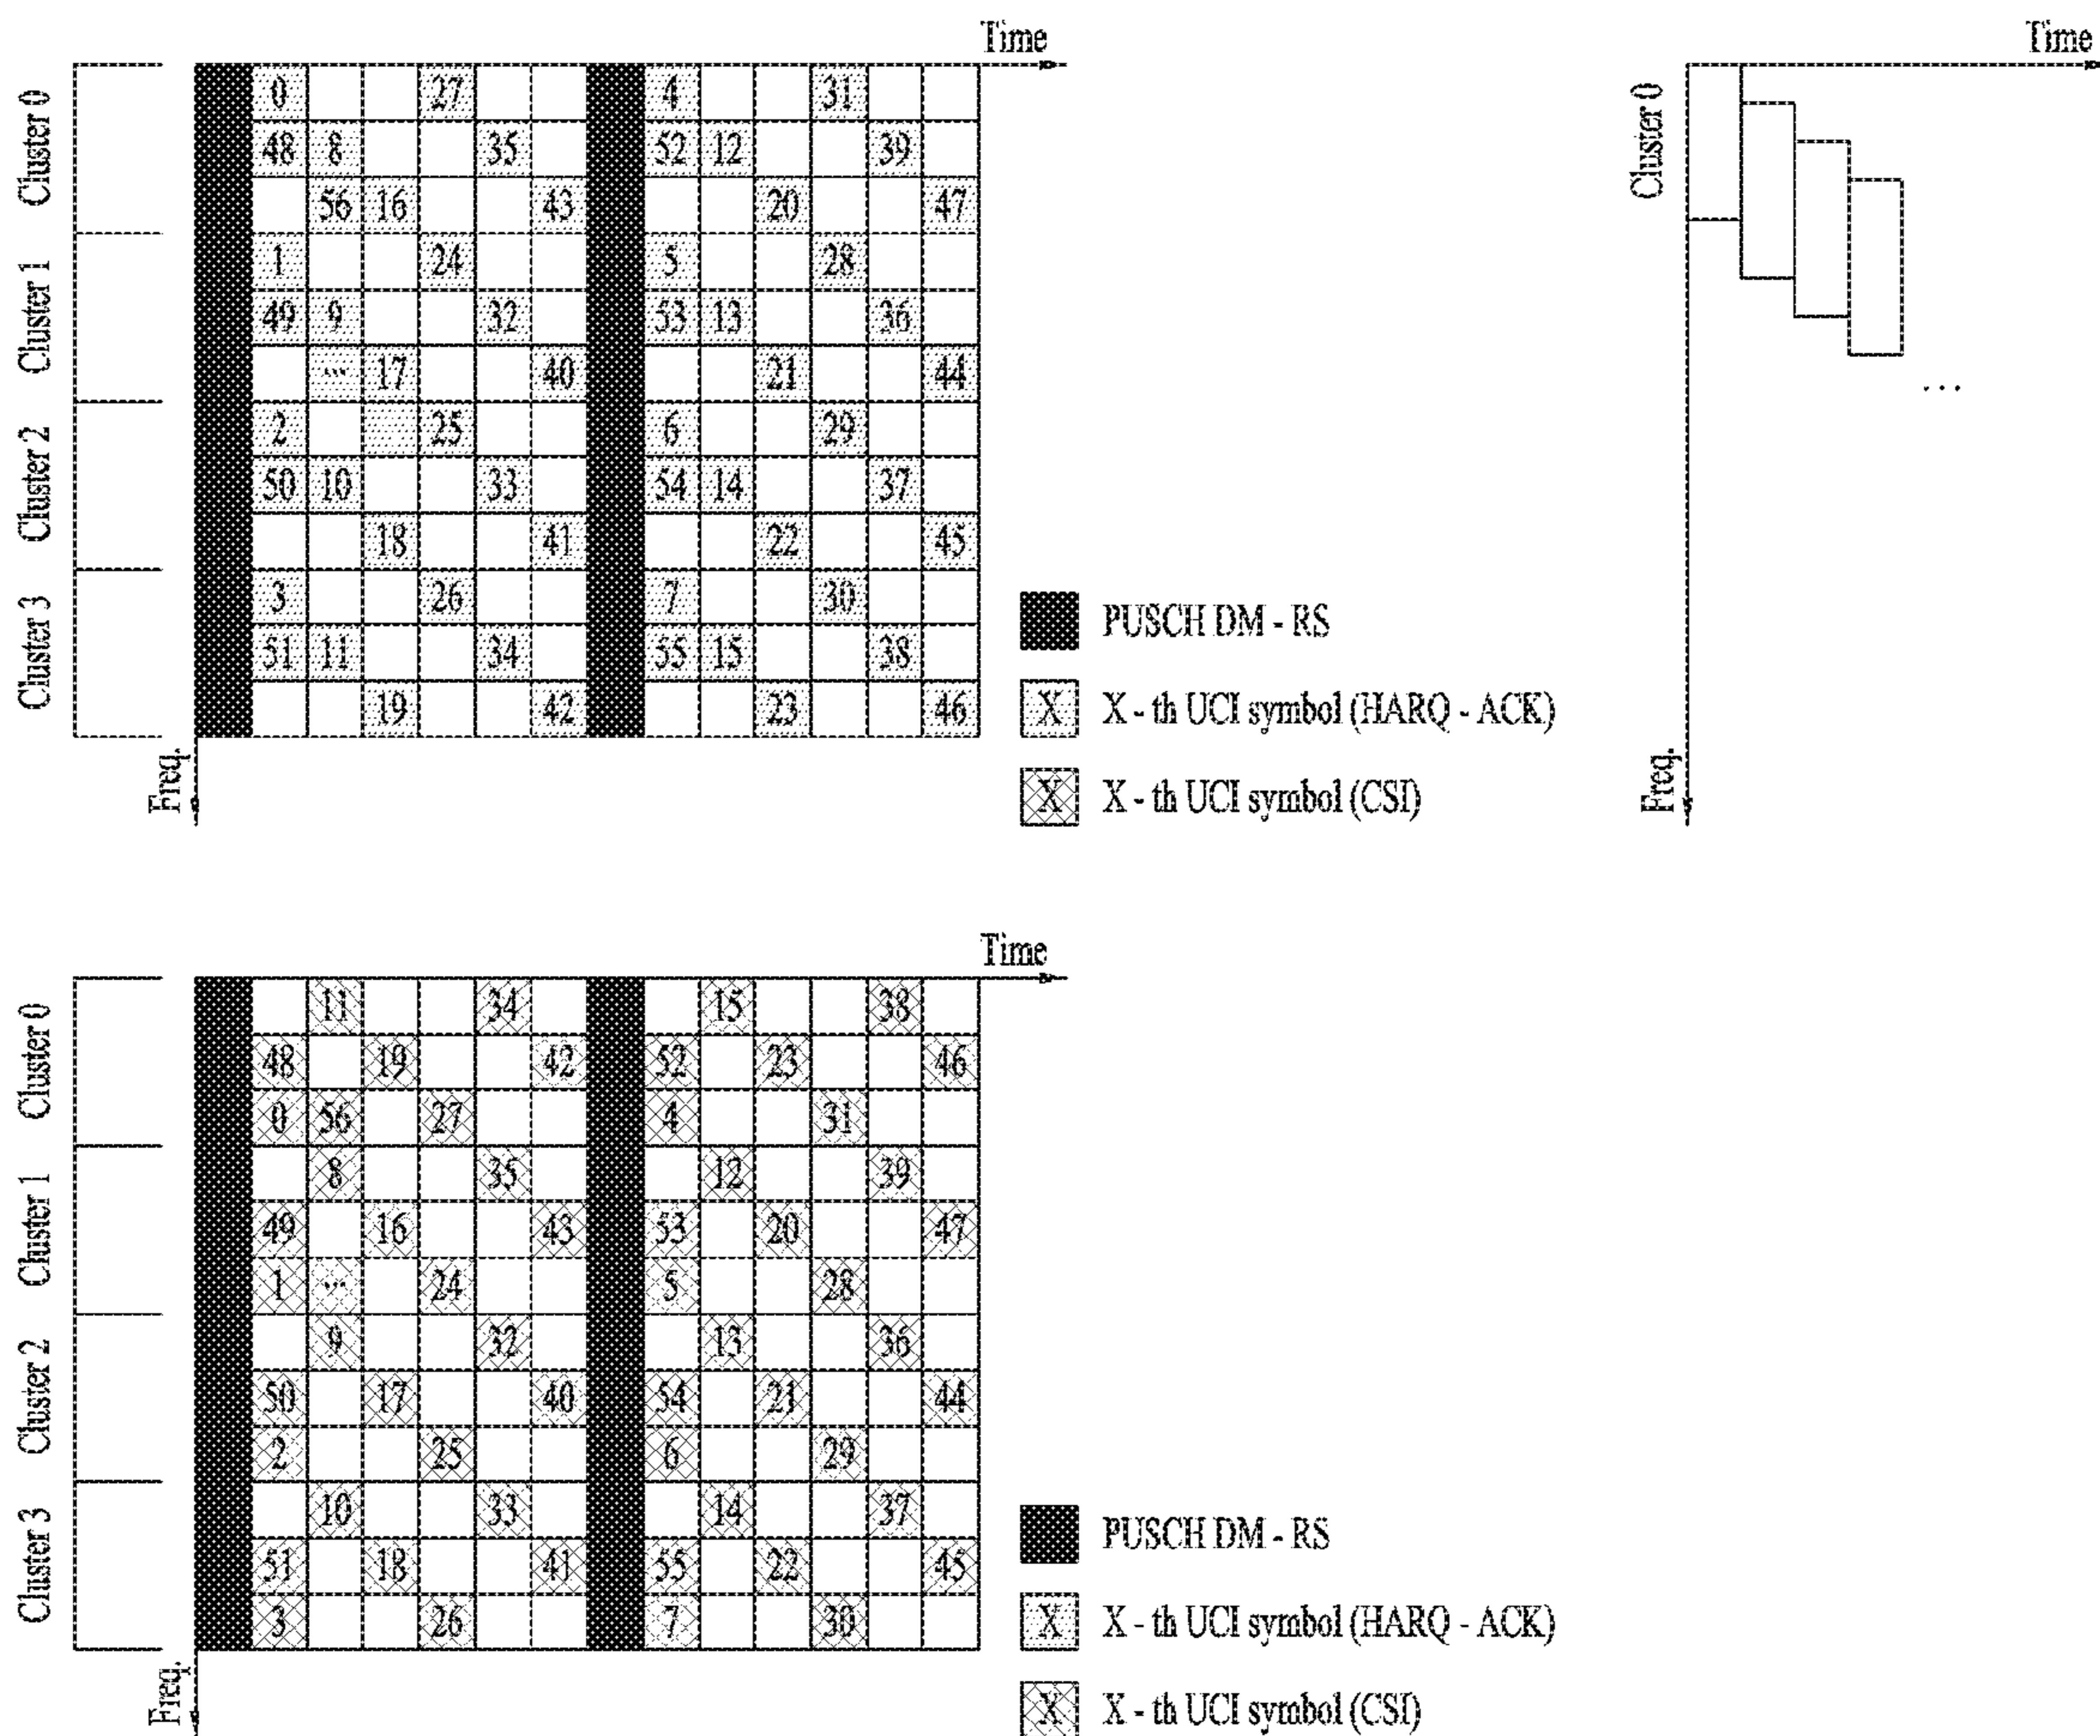 Time
Cluster 0
Cluster 1
Cluster 2
Cluster 3
0 27 4 31
48 8 35 52 12 39
56 16 43 20 47
1 24 5 28
49 9 32 53 13 36
... 17 40 21 44
2 25 6 29
50 10 33 54 14 37
18 41 22 45
3 26 7 30
51 11 34 55 15 38
19 42 23 46
Freq.
PUSCH DM - RS
X X - th UCI symbol (HARQ - ACK)
X X - th UCI symbol (CSI)
Time
Cluster 0
...
Freq.
Time
Cluster 0
Cluster 1
Cluster 2
Cluster 3
11 34 15 38
48 19 42 52 23 46
0 56 27 4 31
8 35 12 39
49 16 43 53 20 47
1 ... 24 5 28
9 32 13 36
50 17 40 54 21 44
2 25 6 29
10 33 14 37
51 18 41 55 22 45
3 26 7 30
Freq.
PUSCH DM - RS
X X - th UCI symbol (HARQ - ACK)
X X - th UCI symbol (CSI)